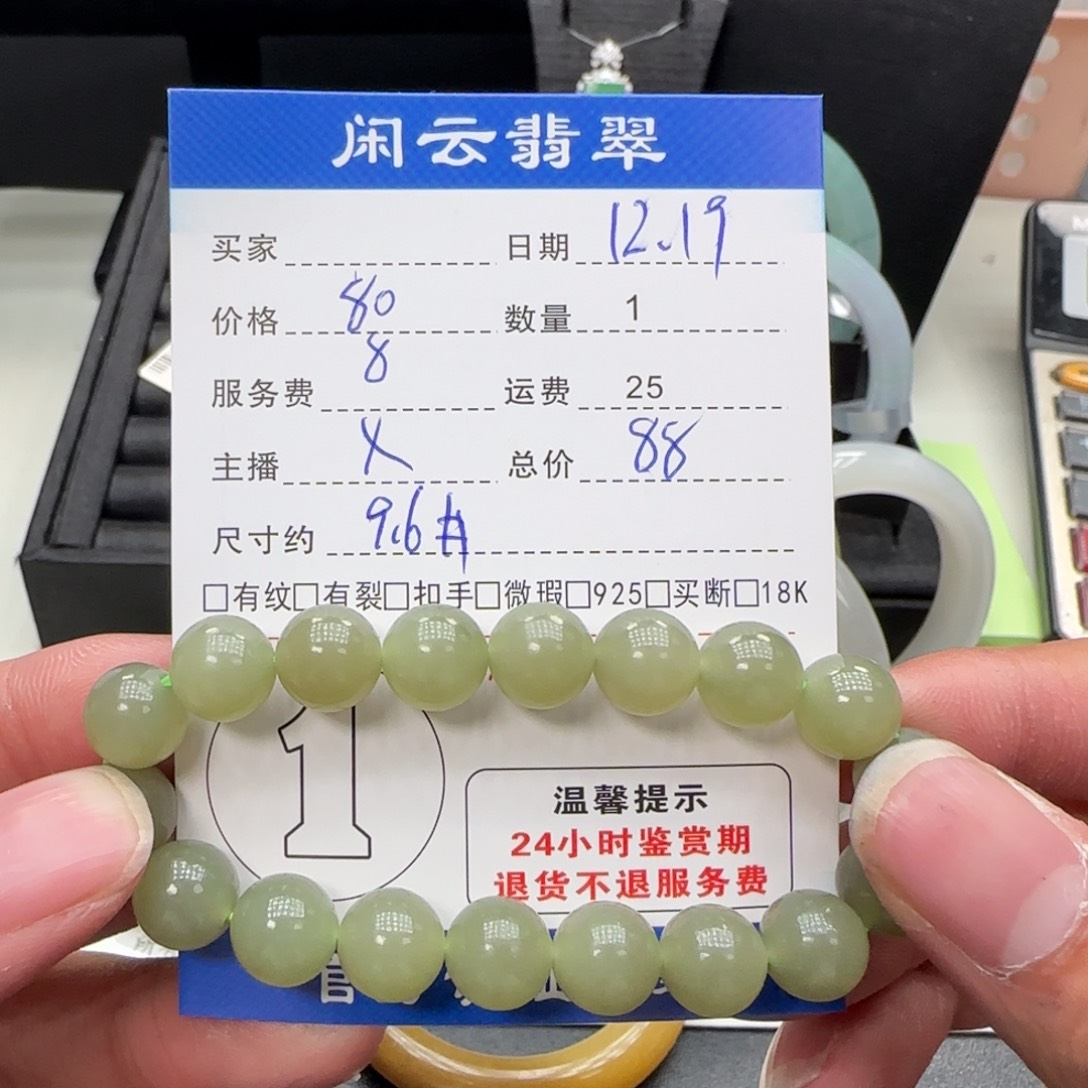 闲云翡翠
买家 日期 12.19
价格 80 数量 1
服务费 8 运费 25
主播 X 总价 88
尺寸约 9.6
□有纹□有裂□扣手□微瑕□925□买断□18K
1
温馨提示
24小时鉴赏期
退货不退服务费